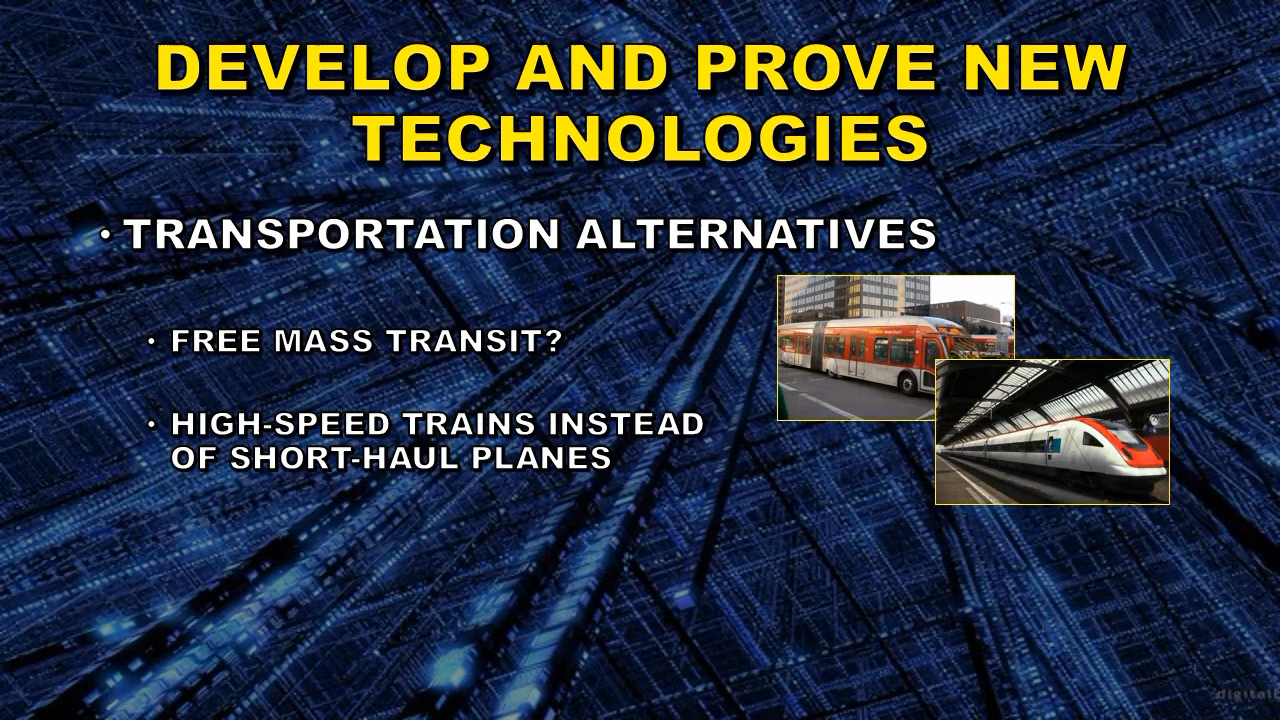 DEVELOP AND PROVE NEW
TECHNOLOGIES
• TRANSPORTATION ALTERNATIVES
• FREE MASS TRANSIT?
• HIGH-SPEED TRAINS INSTEAD
OF SHORT-HAUL PLANES